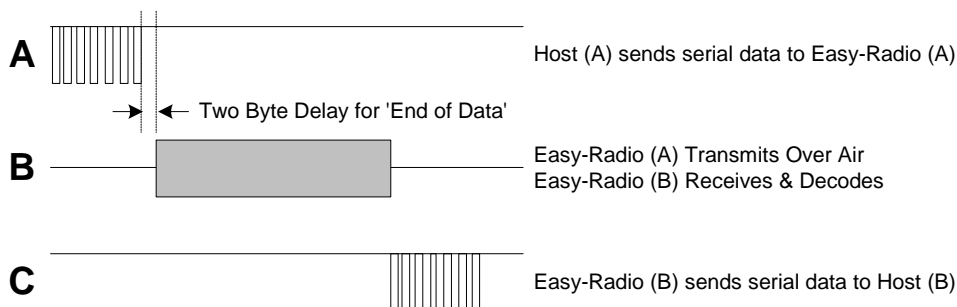 A
Host (A) sends serial data to Easy-Radio (A)
Two Byte Delay for 'End of Data'
B
Easy-Radio (A) Transmits Over Air
Easy-Radio (B) Receives & Decodes
C
Easy-Radio (B) sends serial data to Host (B)